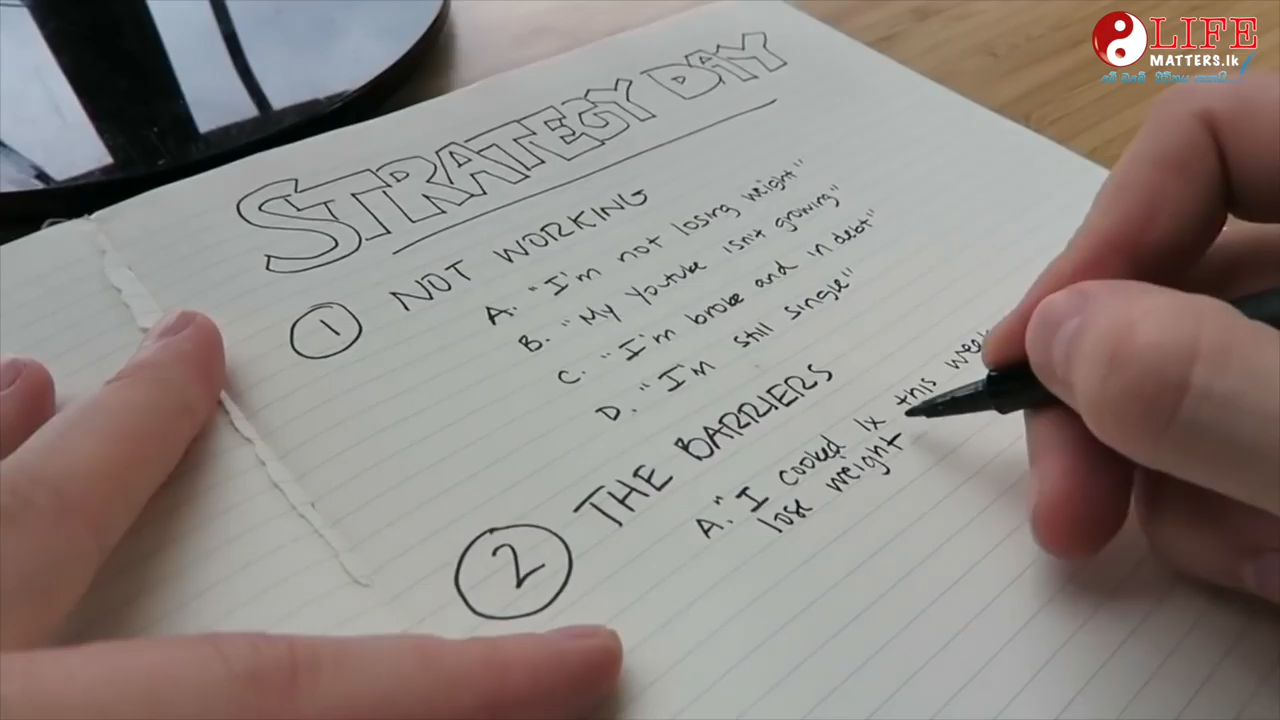 LIFE
MATTERS.lk
STRATEGY DAY
1 NOT WORKING
A. "I'm not losing weight"
B. "My Youtube isn't growing"
C. "I'm broke and in debt"
D. "I'm still single"
2 THE BARRIERS
A. "I cooked 1x this week
lose weight